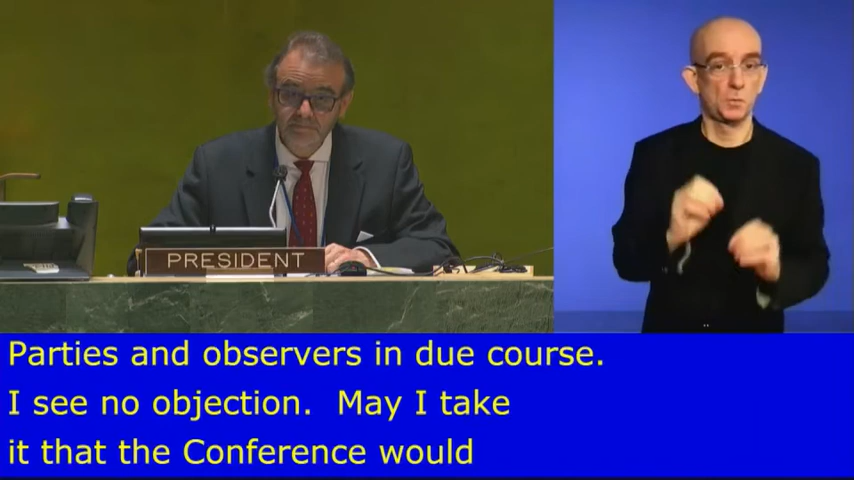 PRESIDENT
Parties and observers in due course.
I see no objection.  May I take
it that the Conference would